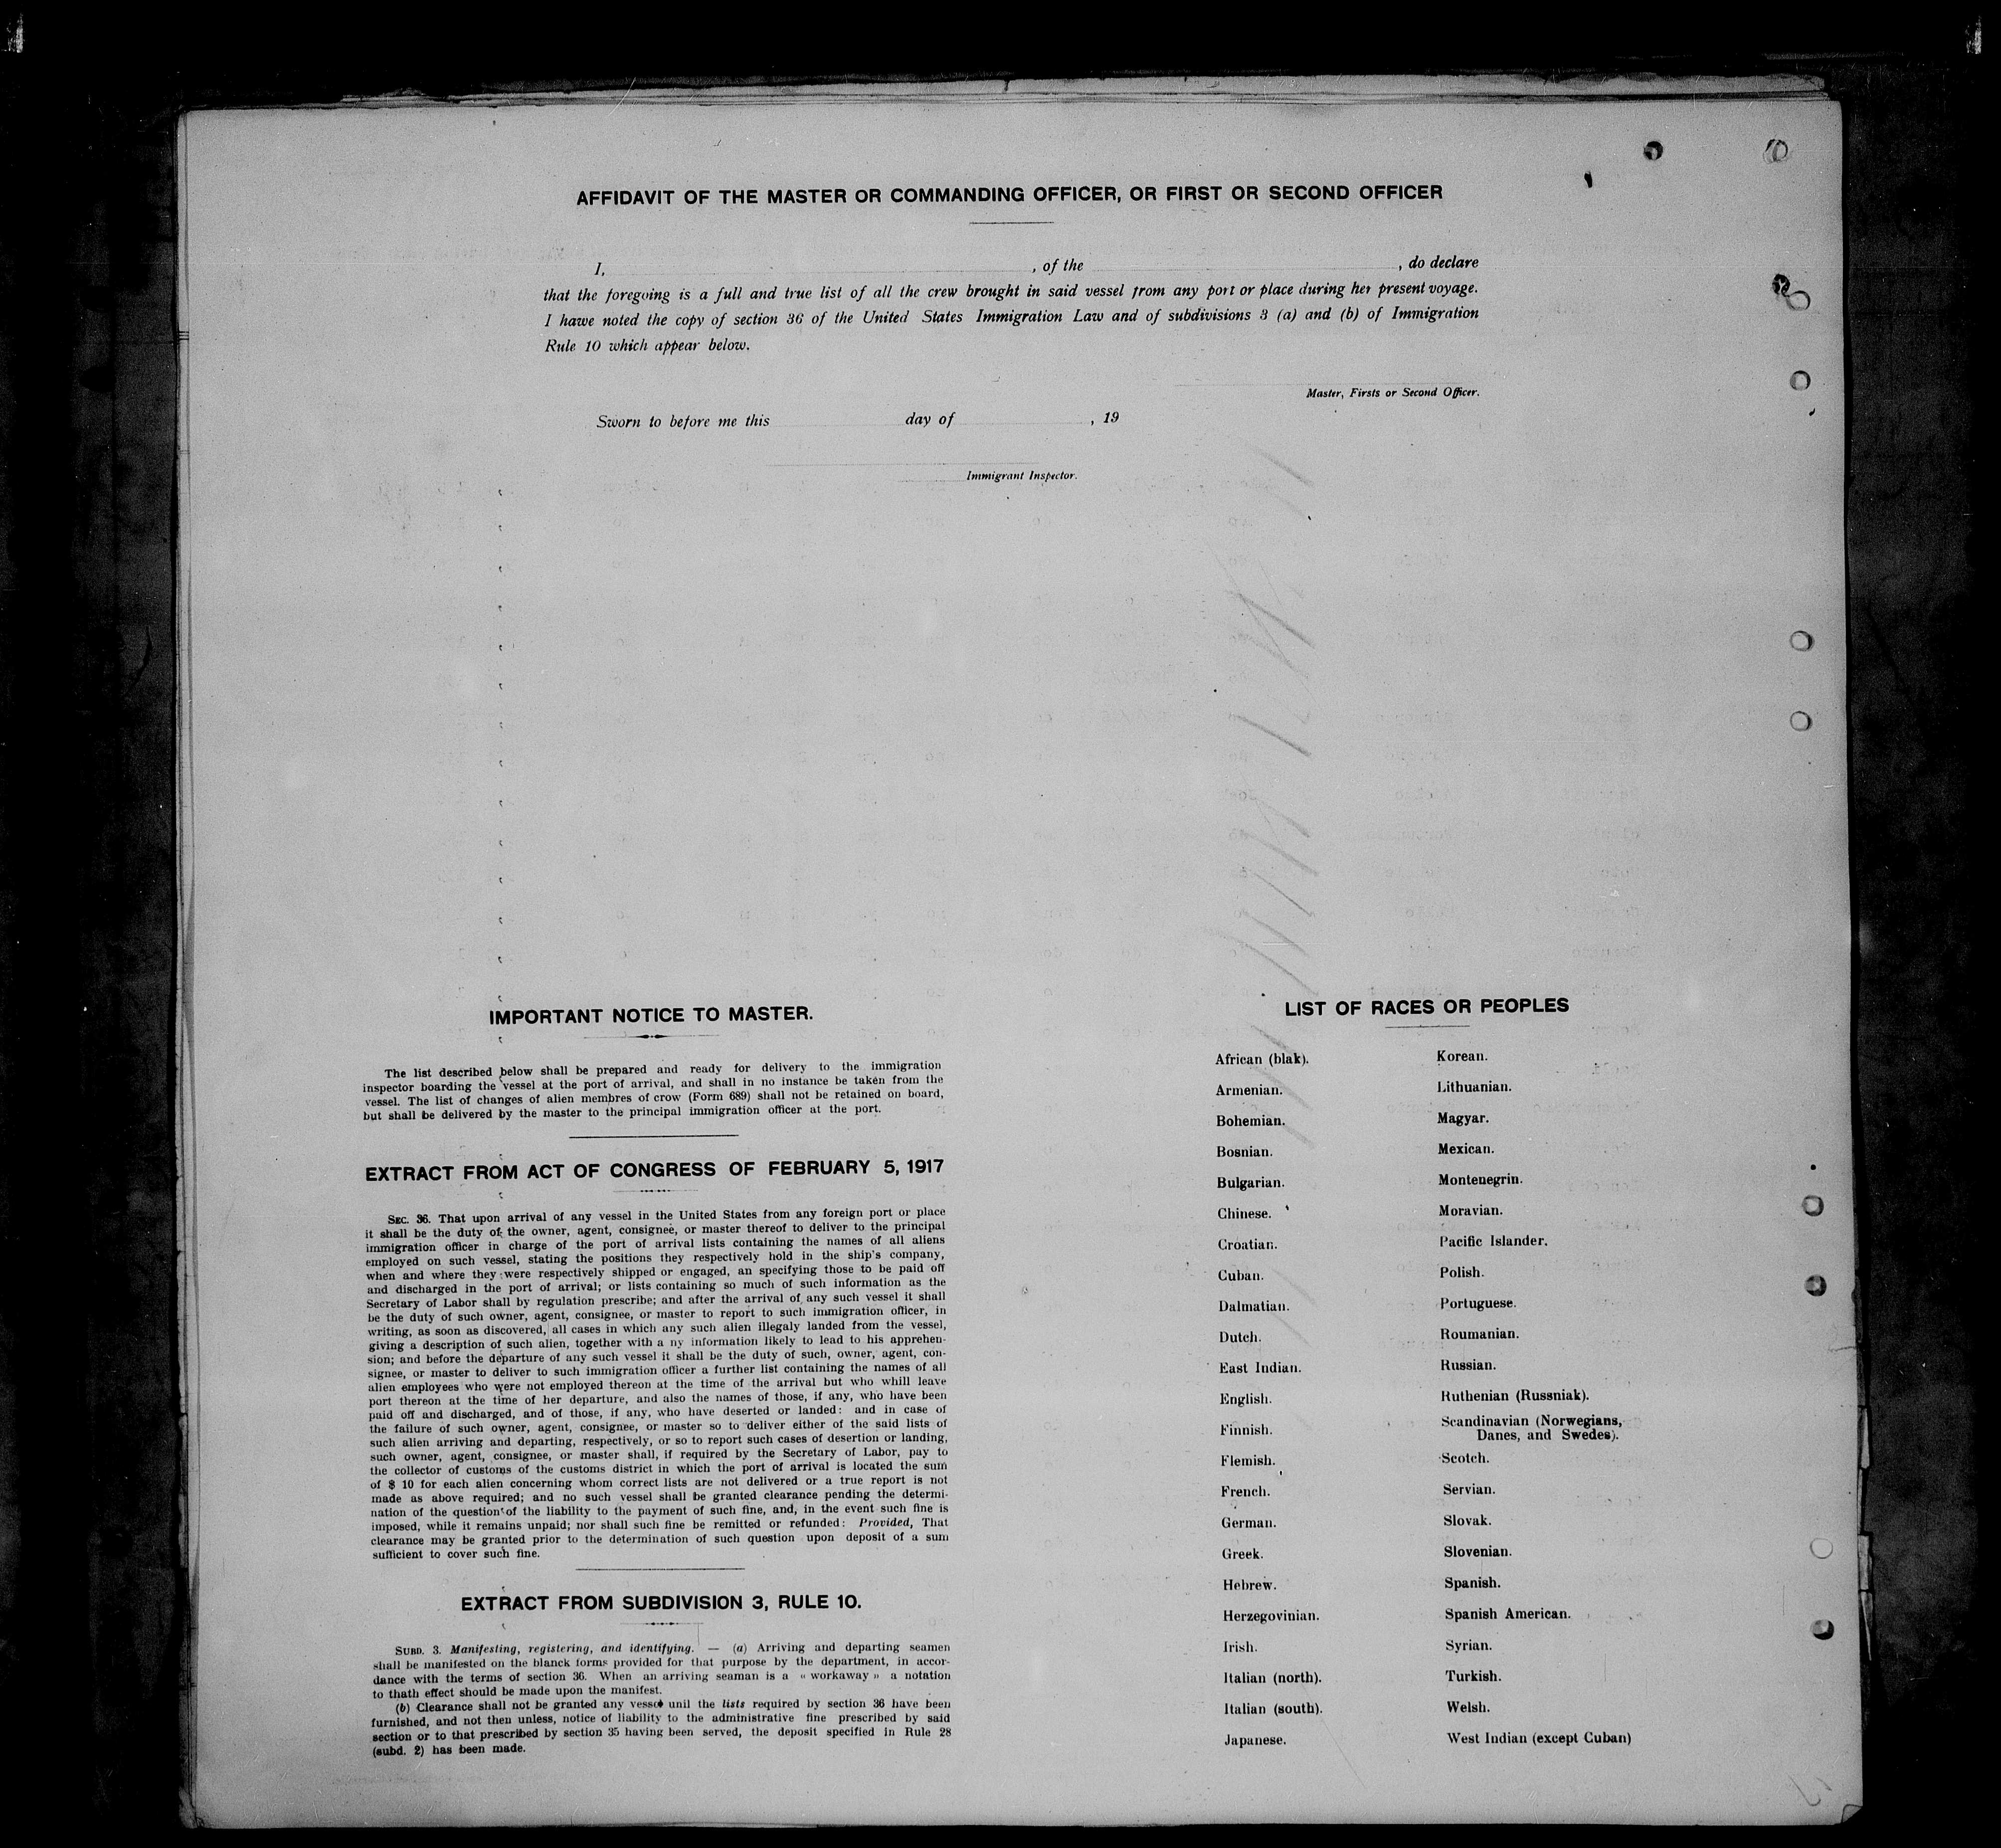 AFFIDAVIT OF THE MASTER OR COMMANDING OFFICER, OR FIRST OR SECOND OFFICER
I, , of the , do declare
that the foregoing is a full and true list of all the crew brought in said vessel from any port or place during her present voyage.
I hawe noted the copy of section 36 of the United States Immigration Law and of subdivisions 3 (a) and (b) of Immigration
Rule 10 which appear below.
Master, Firsts or Second Officer.
Sworn to before me this day of , 19
Immigrant Inspector.
IMPORTANT NOTICE TO MASTER.
The list described below shall be prepared and ready for delivery to the immigration
inspector boarding the vessel at the port of arrival, and shall in no instance be taken from the
vessel. The list of changes of alien membres of crow (Form 689) shall not be retained on board,
but shall be delivered by the master to the principal immigration officer at the port.
EXTRACT FROM ACT OF CONGRESS OF FEBRUARY 5, 1917
SEC. 36. That upon arrival of any vessel in the United States from any foreign port or place
it shall be the duty of the owner, agent, consignee, or master thereof to deliver to the principal
immigration officer in charge of the port of arrival lists containing the names of all aliens
employed on such vessel, stating the positions they respectively hold in the ship's company,
when and where they were respectively shipped or engaged, an specifying those to be paid off
and discharged in the port of arrival; or lists containing so much of such information as the
Secretary of Labor shall by regulation prescribe; and after the arrival of any such vessel it shall
be the duty of such owner, agent, consignee, or master to report to such immigration officer, in
writing, as soon as discovered, all cases in which any such alien illegaly landed from the vessel,
giving a description of such alien, together with a ny information likely to lead to his apprehen-
sion; and before the departure of any such vessel it shall be the duty of such, owner, agent, con-
signee, or master to deliver to such immigration officer a further list containing the names of all
alien employees who were not employed thereon at the time of the arrival but who whill leave
port thereon at the time of her departure, and also the names of those, if any, who have been
paid off and discharged, and of those, if any, who have deserted or landed: and in case of
the failure of such owner, agent, consignee, or master so to deliver either of the said lists of
such alien arriving and departing, respectively, or so to report such cases of desertion or landing,
such owner, agent, consignee, or master shall, if required by the Secretary of Labor, pay to
the collector of customs of the customs district in which the port of arrival is located the sum
of $ 10 for each alien concerning whom correct lists are not delivered or a true report is not
made as above required; and no such vessel shall be granted clearance pending the determi-
nation of the question of the liability to the payment of such fine, and, in the event such fine is
imposed, while it remains unpaid; nor shall such fine be remitted or refunded: Provided, That
clearance may be granted prior to the determination of such question upon deposit of a sum
sufficient to cover such fine.
EXTRACT FROM SUBDIVISION 3, RULE 10.
SUBD. 3. Manifesting, registering, and identifying. — (a) Arriving and departing seamen
shall be manifested on the blanck forms provided for that purpose by the department, in accor-
dance with the terms of section 36. When an arriving seaman is a « workaway » a notation
to thath effect should be made upon the manifest.
(b) Clearance shall not be granted any vessel unil the lists required by section 36 have been
furnished, and not then unless, notice of liability to the administrative fine prescribed by said
section or to that prescribed by section 35 having been served, the deposit specified in Rule 28
(subd. 2) has been made.
LIST OF RACES OR PEOPLES
African (blak).
Armenian.
Bohemian.
Bosnian.
Bulgarian.
Chinese.
Croatian.
Cuban.
Dalmatian.
Dutch.
East Indian.
English.
Finnish.
Flemish.
French.
German.
Greek.
Hebrew.
Herzegovinian.
Irish.
Italian (north).
Italian (south).
Japanese.
Korean.
Lithuanian.
Magyar.
Mexican.
Montenegrin.
Moravian.
Pacific Islander.
Polish.
Portuguese.
Roumanian.
Russian.
Ruthenian (Russniak).
Scandinavian (Norwegians,
Danes, and Swedes).
Scotch.
Servian.
Slovak.
Slovenian.
Spanish.
Spanish American.
Syrian.
Turkish.
Welsh.
West Indian (except Cuban)